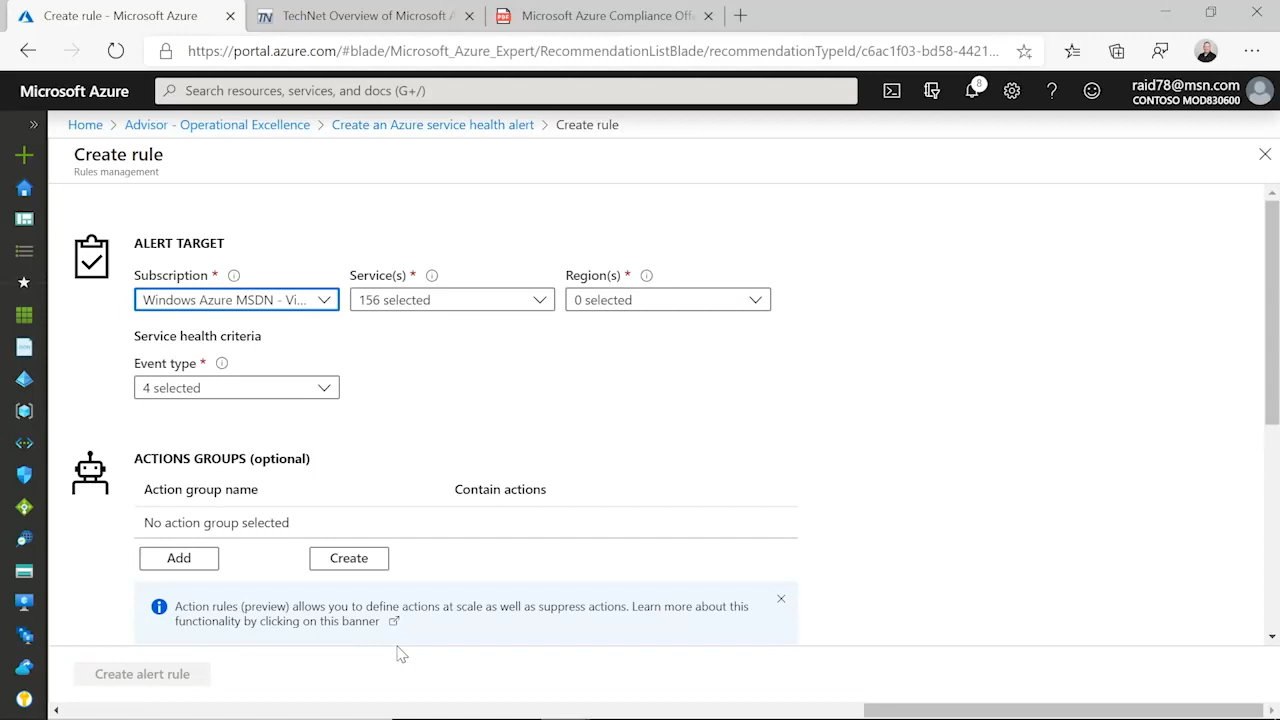 Create rule - Microsoft Azure
TechNet Overview of Microsoft A
PDF
Microsoft Azure Compliance Offe
https://portal.azure.com/#blade/Microsoft_Azure_Expert/RecommendationListBlade/recommendationTypeId/c6ac1f03-bd58-4421...
Microsoft Azure
Search resources, services, and docs (G+/)
8
raid78@msn.com
CONTOSO MOD830600
Home > Advisor - Operational Excellence > Create an Azure service health alert > Create rule
Create rule
Rules management
ALERT TARGET
Subscription * Service(s) * Region(s) *
Windows Azure MSDN - Vi... 156 selected 0 selected
Service health criteria
Event type *
4 selected
ACTIONS GROUPS (optional)
Action group name Contain actions
No action group selected
Add Create
Action rules (preview) allows you to define actions at scale as well as suppress actions. Learn more about this
functionality by clicking on this banner
Create alert rule